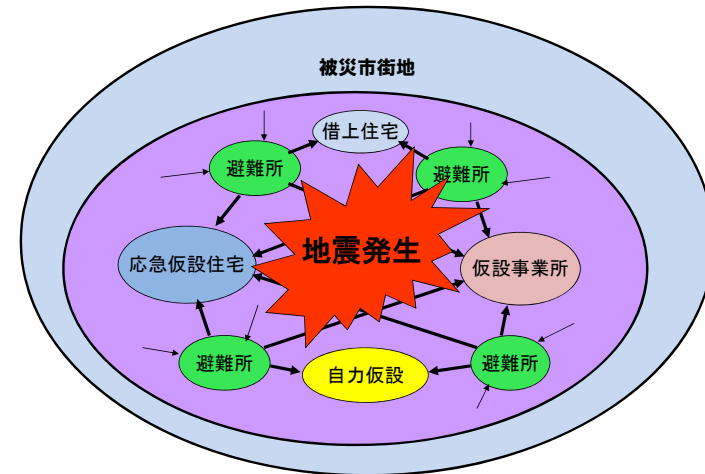 被災市街地
借上住宅
避難所
避難所
地震発生
応急仮設住宅
仮設事業所
避難所
自力仮設
避難所